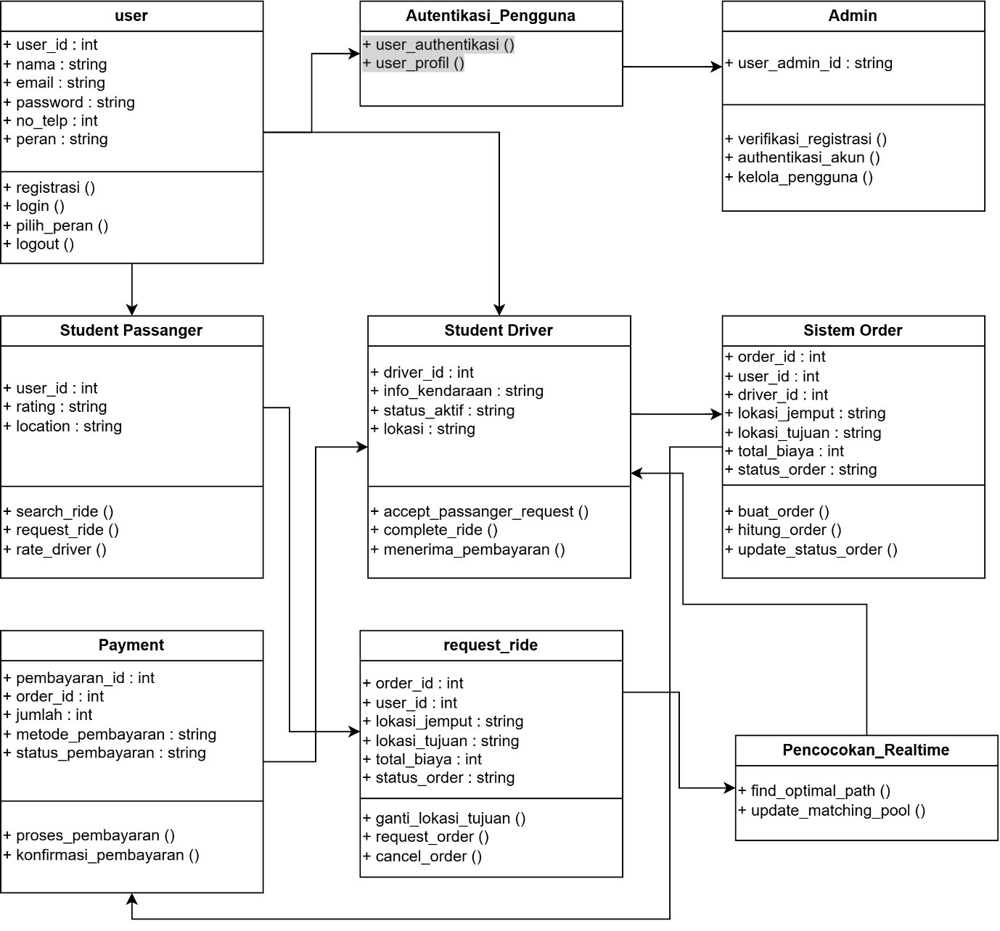 user
+ user_id : int
+ nama : string
+ email : string
+ password : string
+ no_telp : int
+ peran : string
+ registrasi ()
+ login ()
+ pilih_peran ()
+ logout ()
Autentikasi_Pengguna
+ user_authentikasi ()
+ user_profil ()
Admin
+ user_admin_id : string
+ verifikasi_registrasi ()
+ authentikasi_akun ()
+ kelola_pengguna ()
Student Passanger
+ user_id : int
+ rating : string
+ location : string
+ search_ride ()
+ request_ride ()
+ rate_driver ()
Student Driver
+ driver_id : int
+ info_kendaraan : string
+ status_aktif : string
+ lokasi : string
+ accept_passanger_request ()
+ complete_ride ()
+ menerima_pembayaran ()
Sistem Order
+ order_id : int
+ user_id : int
+ driver_id : int
+ lokasi_jemput : string
+ lokasi_tujuan : string
+ total_biaya : int
+ status_order : string
+ buat_order ()
+ hitung_order ()
+ update_status_order ()
Payment
+ pembayaran_id : int
+ order_id : int
+ jumlah : int
+ metode_pembayaran : string
+ status_pembayaran : string
+ proses_pembayaran ()
+ konfirmasi_pembayaran ()
request_ride
+ order_id : int
+ user_id : int
+ lokasi_jemput : string
+ lokasi_tujuan : string
+ total_biaya : int
+ status_order : string
+ ganti_lokasi_tujuan ()
+ request_order ()
+ cancel_order ()
Pencocokan_Realtime
+ find_optimal_path ()
+ update_matching_pool ()